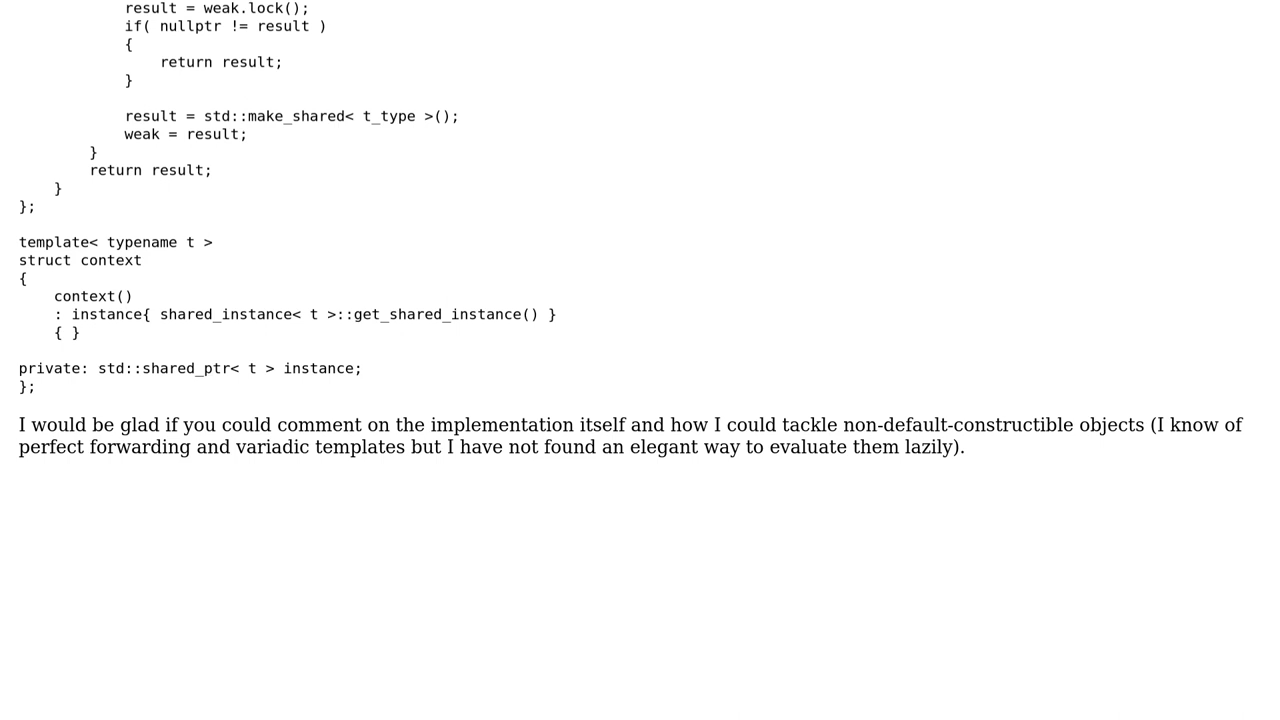 result = weak.lock();
            if( nullptr != result )
            {
                return result;
            }

            result = std::make_shared< t_type >();
            weak = result;
        }
        return result;
    }
};

template< typename t >
struct context
{
    context()
    : instance{ shared_instance< t >::get_shared_instance() }
    { }

private: std::shared_ptr< t > instance;
};

I would be glad if you could comment on the implementation itself and how I could tackle non-default-constructible objects (I know of
perfect forwarding and variadic templates but I have not found an elegant way to evaluate them lazily).